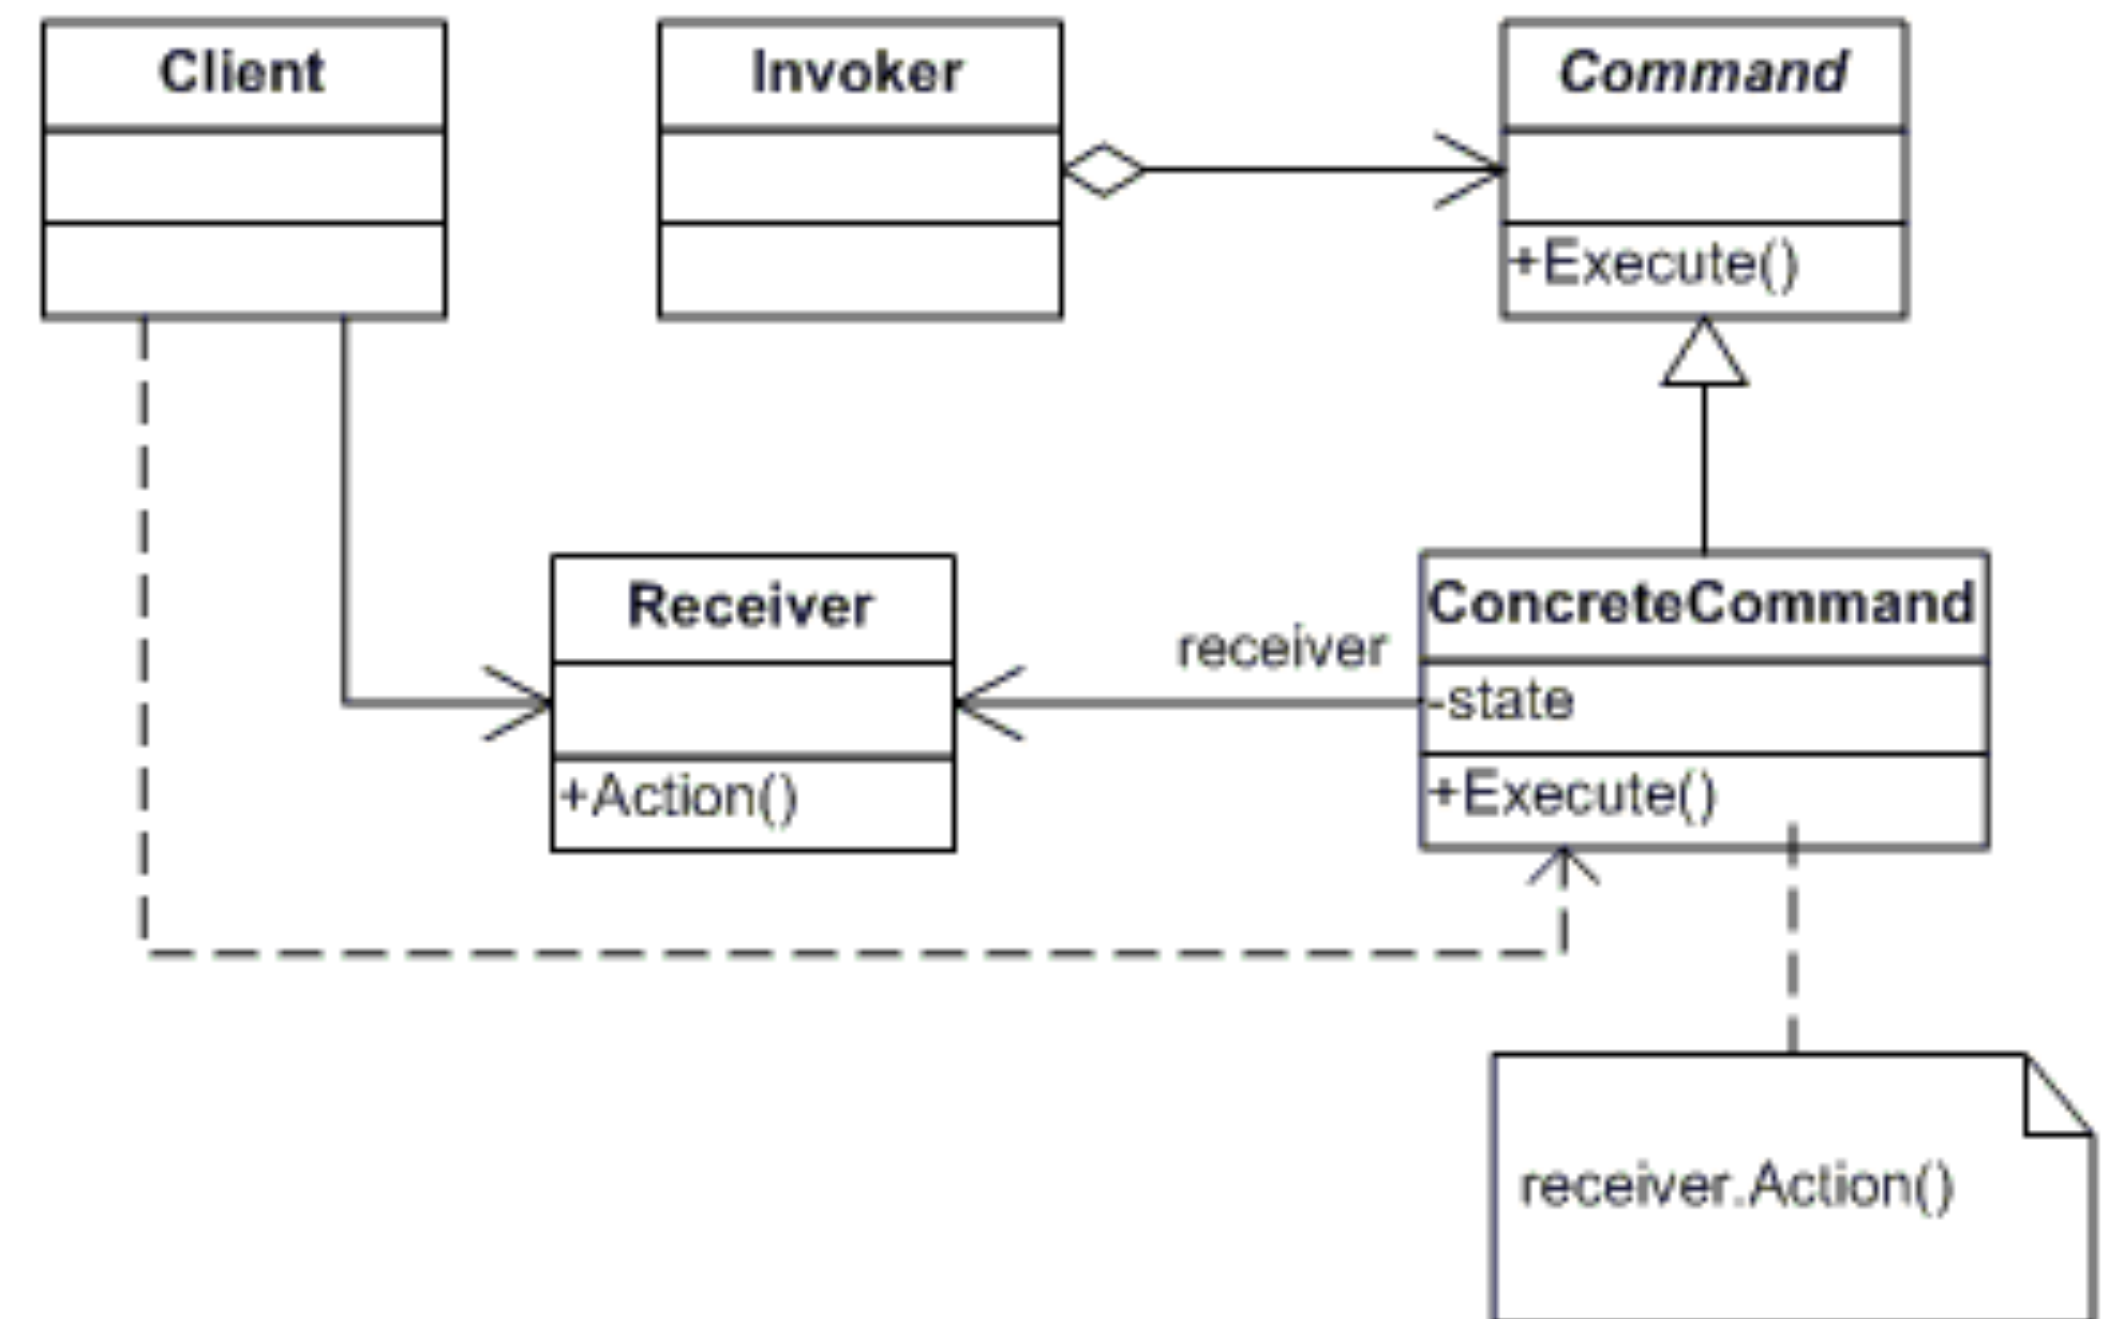 Client
Invoker
Command
+Execute()
Receiver
+Action()
receiver
ConcreteCommand
-state
+Execute()
receiver.Action()